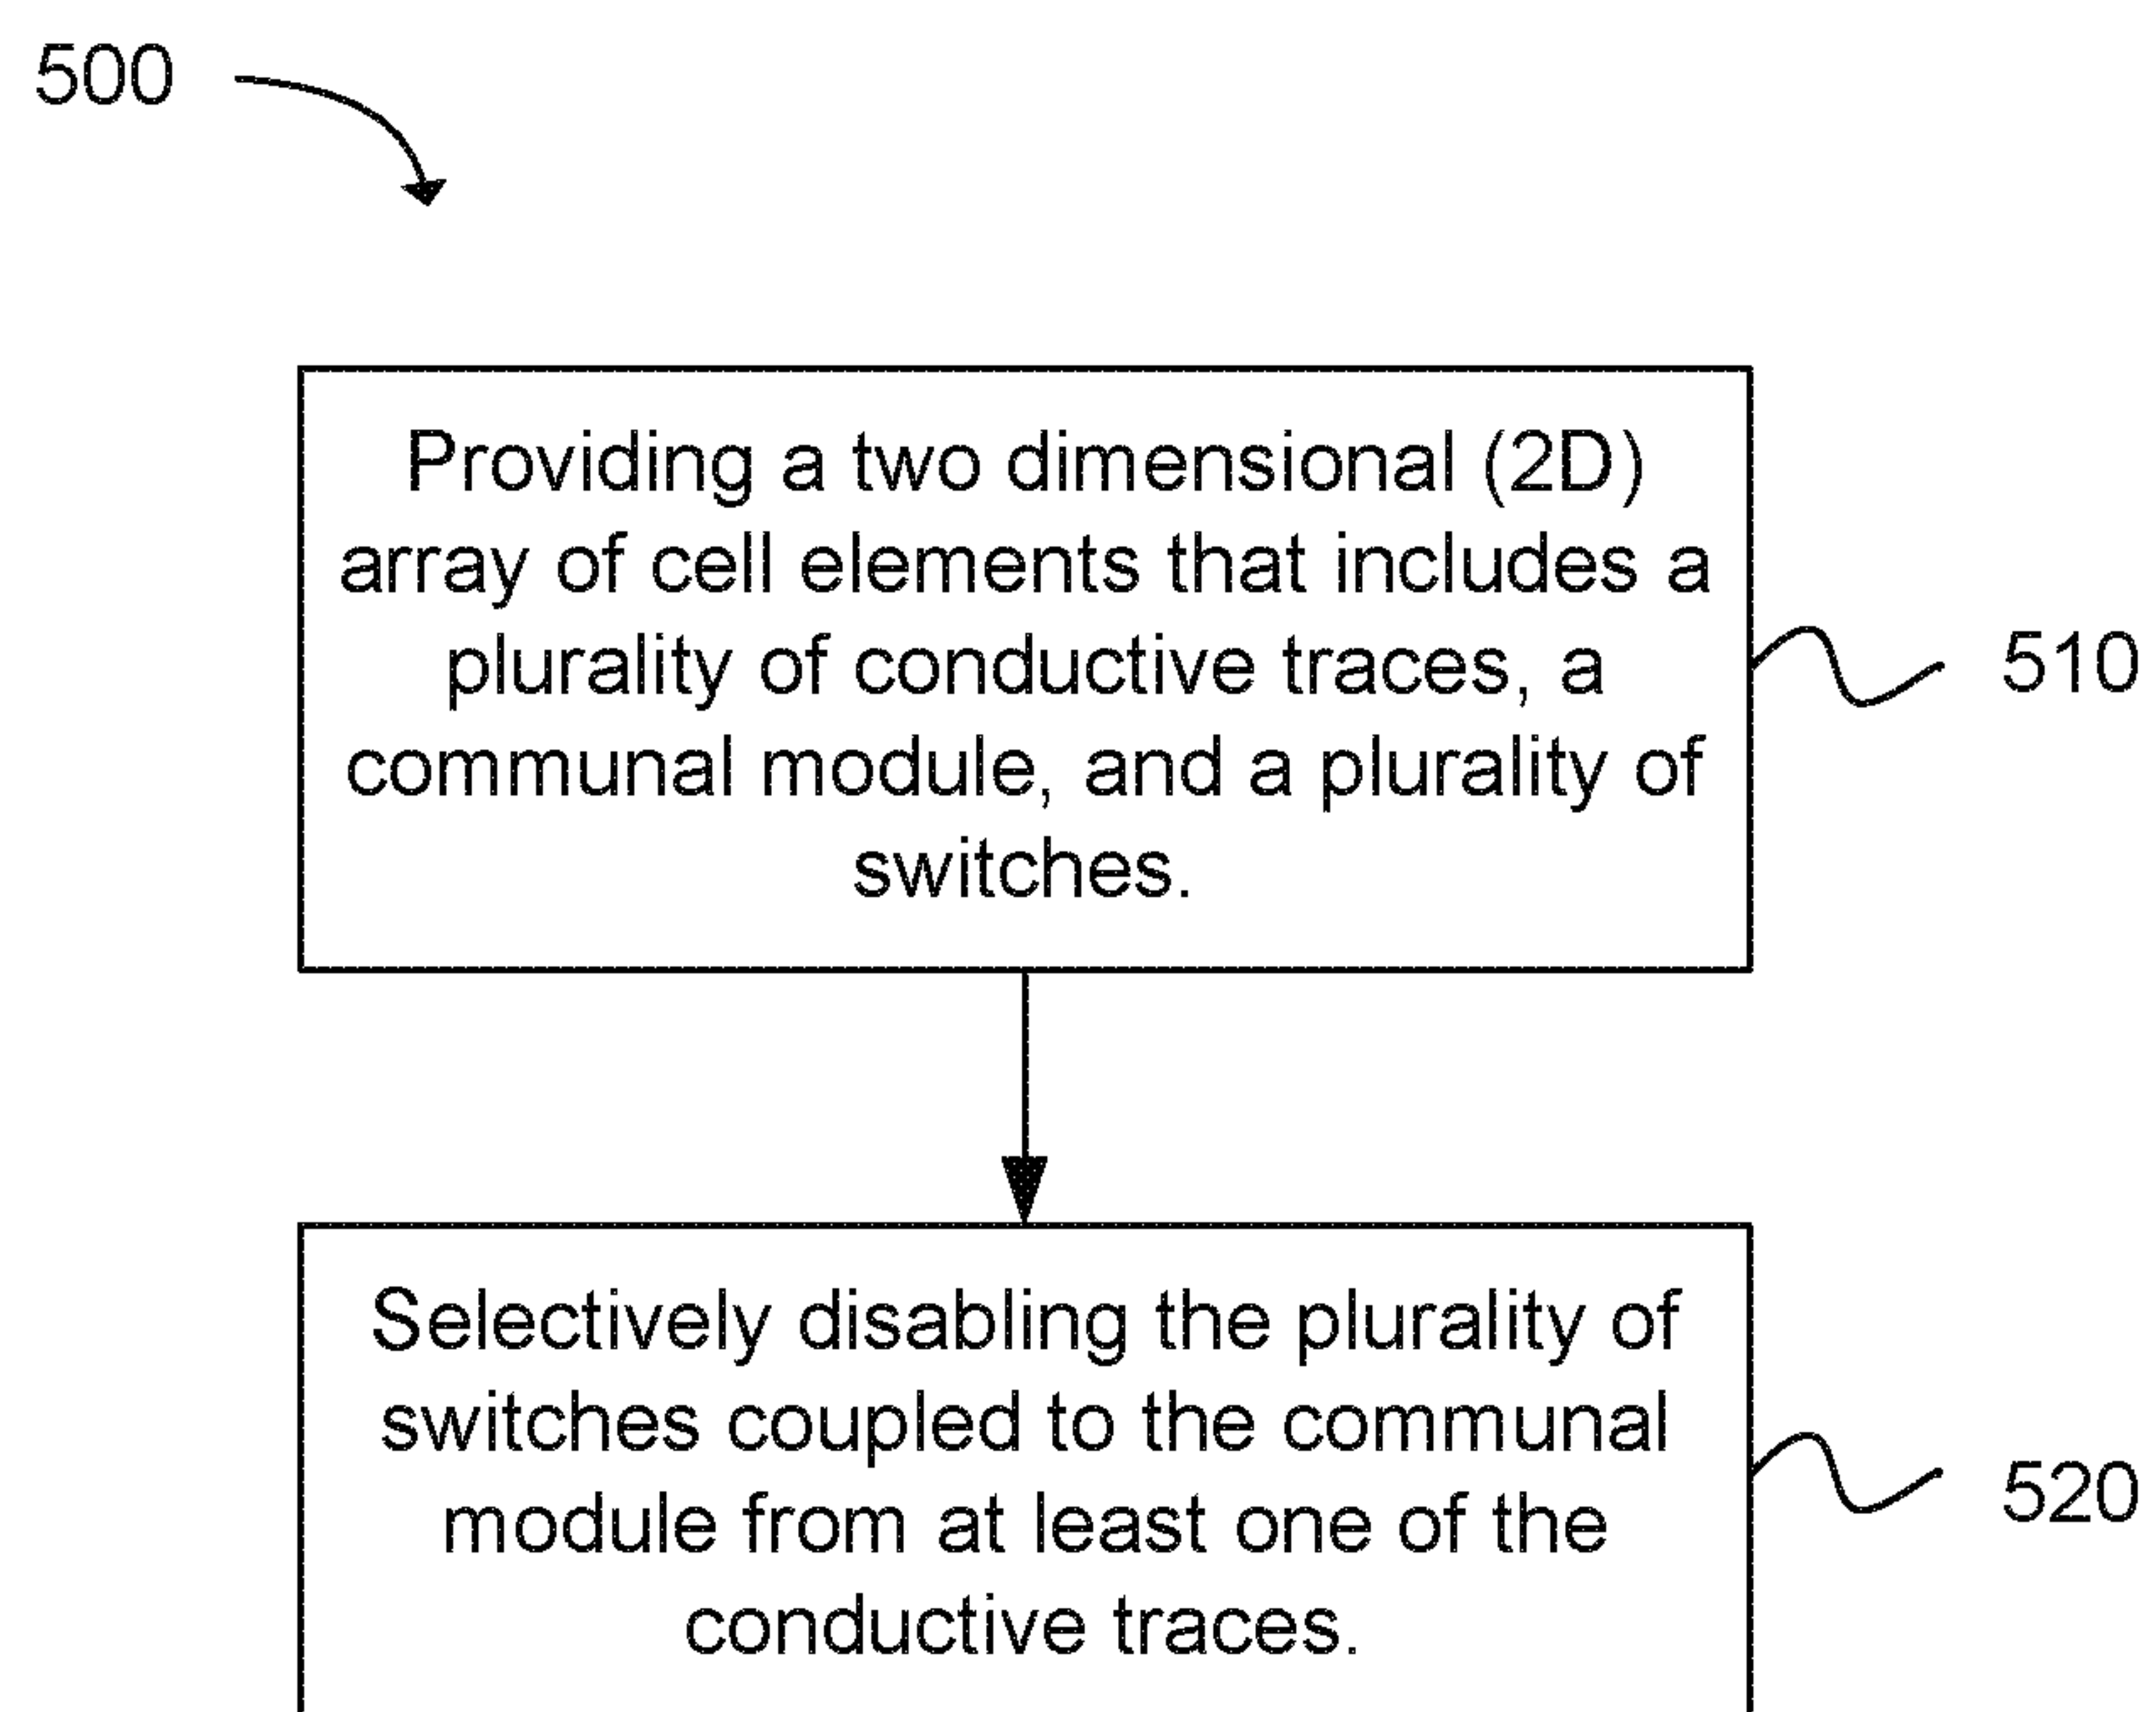 500
Providing a two dimensional (2D)
array of cell elements that includes a
plurality of conductive traces, a
communal module, and a plurality of
switches.
510
Selectively disabling the plurality of
switches coupled to the communal
module from at least one of the
conductive traces.
520